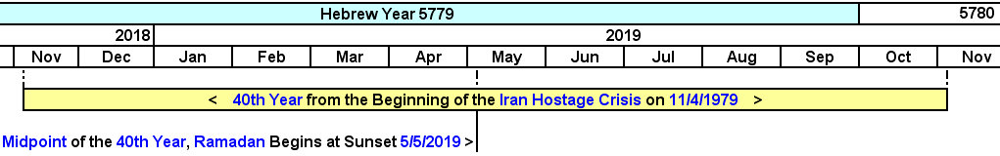 Hebrew Year 5779 5780
2018 2019
Nov Dec Jan Feb Mar Apr May Jun Jul Aug Sep Oct Nov
< 40th Year from the Beginning of the Iran Hostage Crisis on 11/4/1979 >
Midpoint of the 40th Year, Ramadan Begins at Sunset 5/5/2019 >